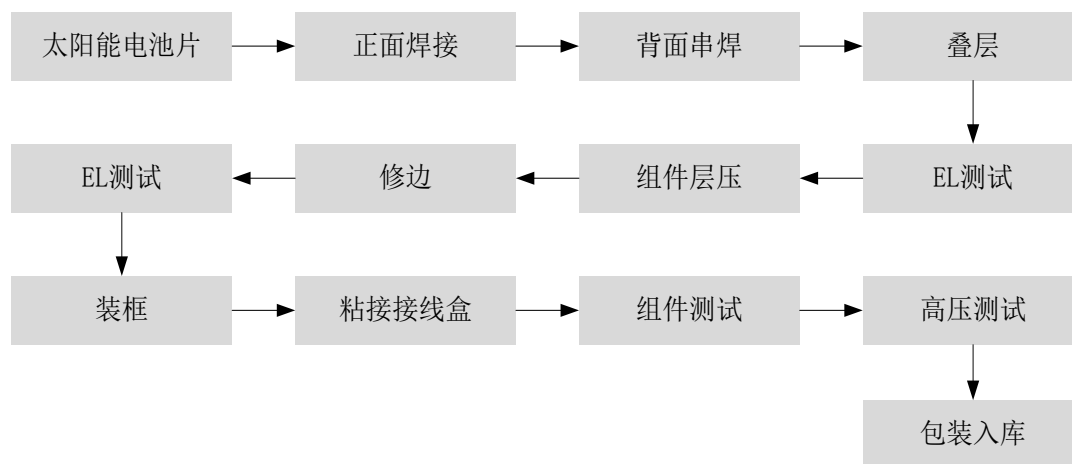 太阳能电池片
正面焊接
背面串焊
叠层
EL测试
组件层压
修边
EL测试
装框
粘接接线盒
组件测试
高压测试
包装入库